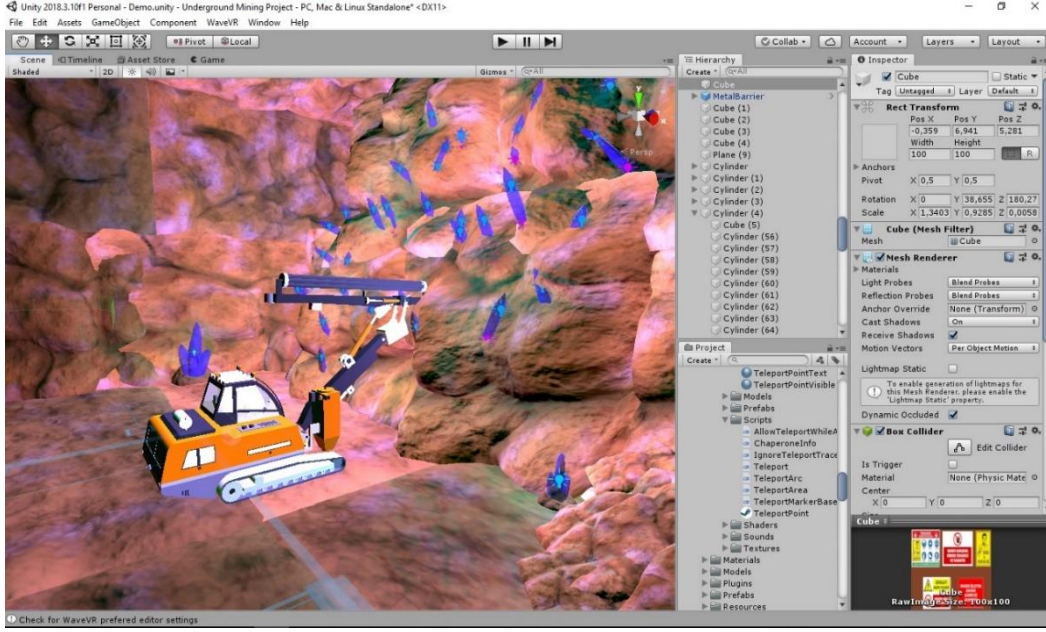 Unity 2018.3.10f1 Personal - Demo.unity - Underground Mining Project - PC, Mac & Linux Standalone* <DX11>
File Edit Assets GameObject Component WaveVR Window Help
Pivot Local Collab Account Layers Layout
Scene Timeline Asset Store Game
Shaded 2D Gizmos All
Persp
Hierarchy
Create All
Cube
MetalBarrier
Cube (1)
Cube (2)
Cube (3)
Cube (4)
Plane (9)
Cylinder
Cylinder (1)
Cylinder (2)
Cylinder (3)
Cylinder (4)
Cube (5)
Cylinder (56)
Cylinder (57)
Cylinder (58)
Cylinder (59)
Cylinder (60)
Cylinder (61)
Cylinder (62)
Cylinder (63)
Cylinder (64)
Project
Create
TeleportPointText
TeleportPointVisible
Models
Prefabs
Scripts
AllowTeleportWhileA
ChaperoneInfo
IgnoreTeleportTrace
Teleport
TeleportArc
TeleportArea
TeleportMarkerBase
TeleportPoint
Shaders
Sounds
Textures
Materials
Models
Plugins
Prefabs
Resources
Inspector
Cube Static
Tag Untagged Layer Default
Rect Transform
Pos X Pos Y Pos Z
-0,359 6,941 5,281
Width Height
100 100 R
Anchors
Pivot X 0,5 Y 0,5
Rotation X 0 Y 38,655 Z 180,27
Scale X 1,3403 Y 0,9285 Z 0,0058
Cube (Mesh Filter)
Mesh Cube
Mesh Renderer
Materials
Light Probes Blend Probes
Reflection Probes Blend Probes
Anchor Override None (Transform)
Cast Shadows On
Receive Shadows
Motion Vectors Per Object Motion
Lightmap Static
To enable generation of lightmaps for
this Mesh Renderer, please enable the
'Lightmap Static' property.
Dynamic Occluded
Box Collider
Edit Collider
Is Trigger
Material None (Physic Mate
Center
X 0 Y 0 Z 0
Cube
Cube
RawImage Size: 100x100
Check for WaveVR prefered editor settings